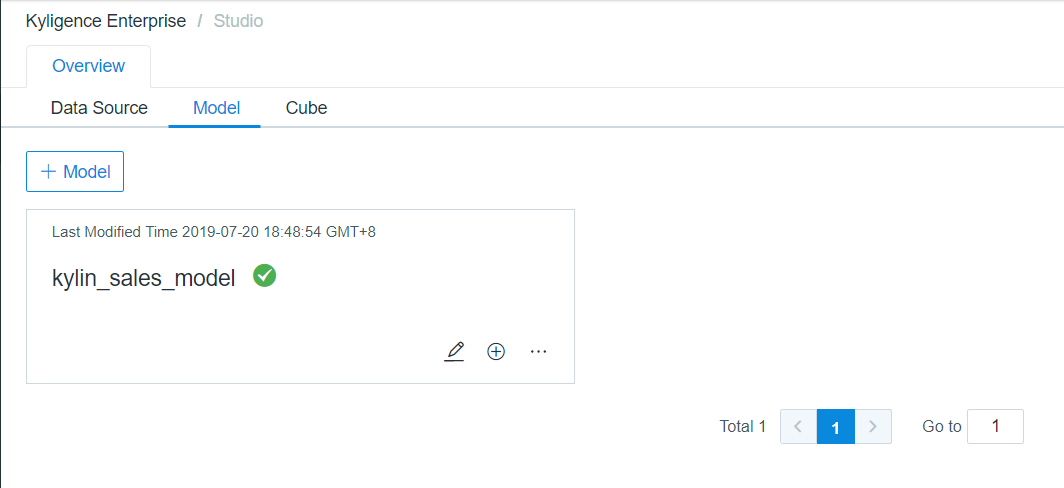 Kyligence Enterprise / Studio
Overview
Data Source Model Cube
+ Model
Last Modified Time 2019-07-20 18:48:54 GMT+8
kylin_sales_model
Total 1 < 1 > Go to 1